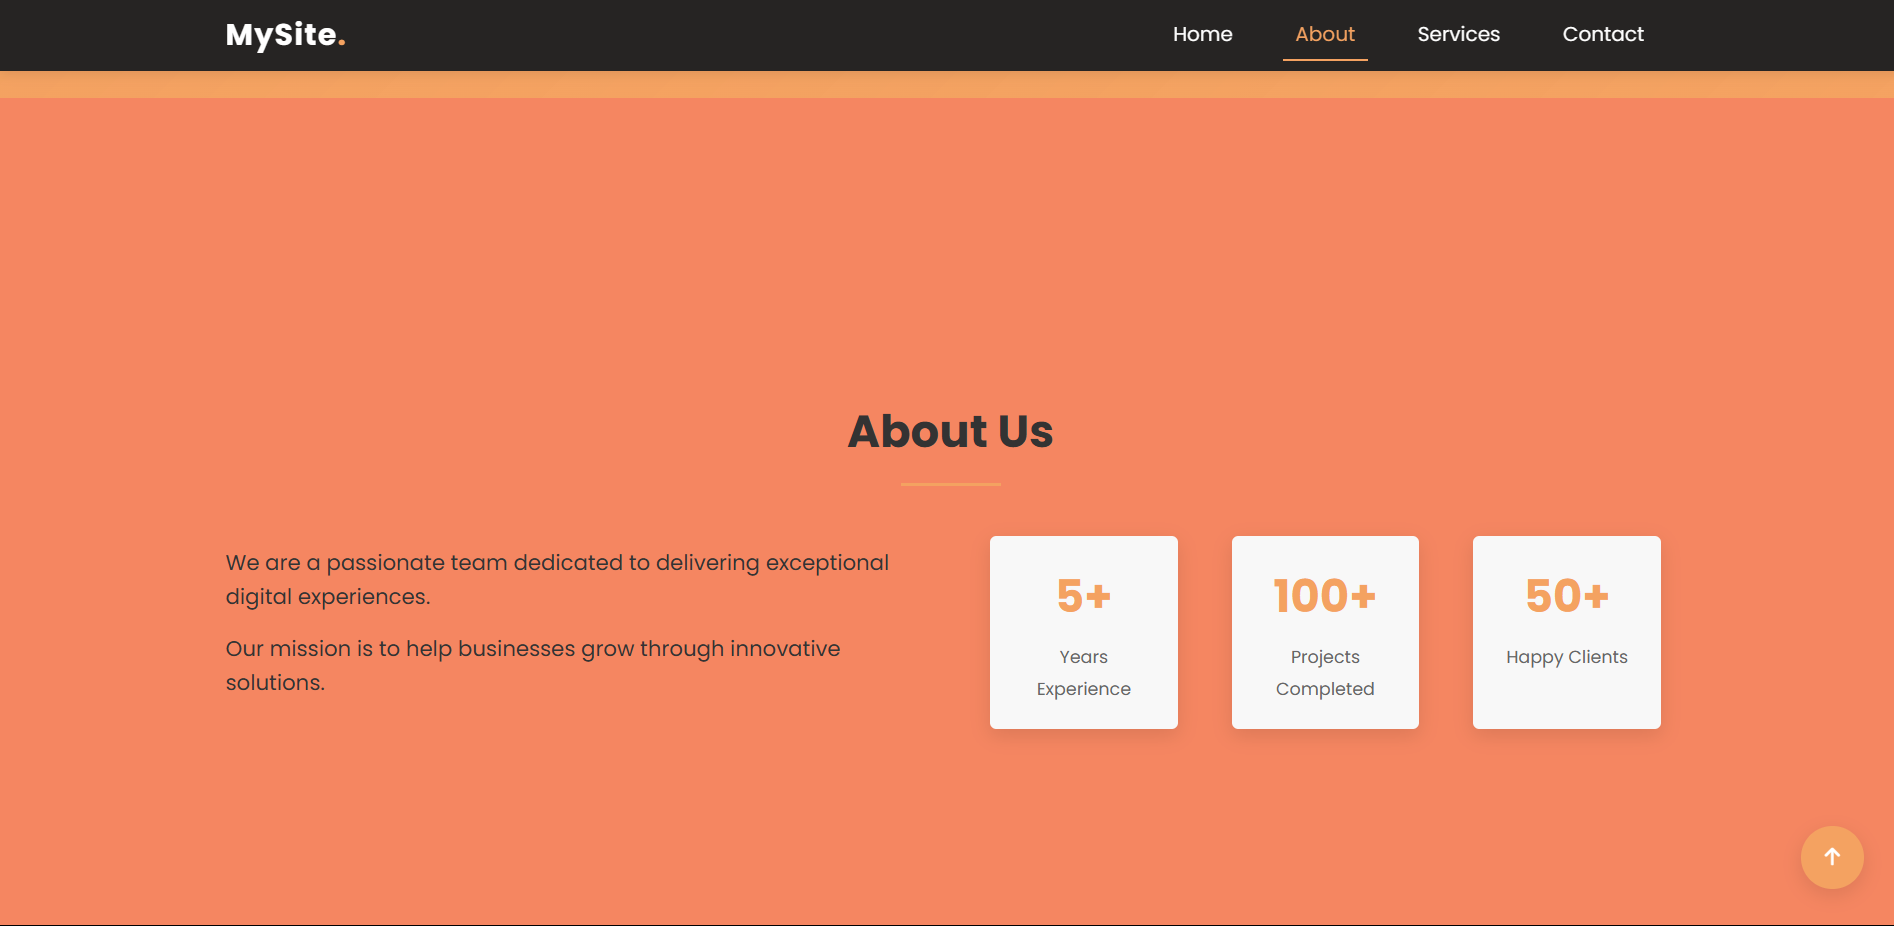 MySite.
Home About Services Contact
About Us
We are a passionate team dedicated to delivering exceptional
digital experiences.
Our mission is to help businesses grow through innovative
solutions.
5+
Years
Experience
100+
Projects
Completed
50+
Happy Clients